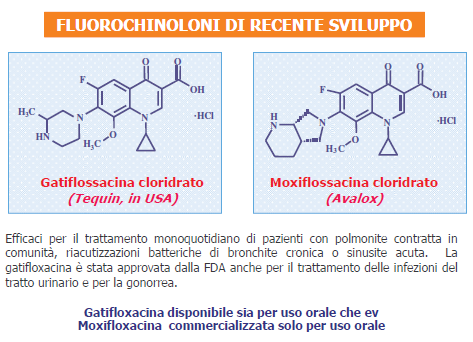 FLUOROCHINOLONI DI RECENTE SVILUPPO
F
O
O
OH
·HCl
H3C
N
N
HN
H3C
O
Gatiflossacina cloridrato
(Tequin, in USA)
F
O
O
OH
·HCl
H
N
N
N
H3C
O
Moxiflossacina cloridrato
(Avalox)
Efficaci per il trattamento monoquotidiano di pazienti con polmonite contratta in
comunità, riacutizzazioni batteriche di bronchite cronica o sinusite acuta. La
gatifloxacina è stata approvata dalla FDA anche per il trattamento delle infezioni del
tratto urinario e per la gonorrea.
Gatifloxacina disponibile sia per uso orale che ev
Moxifloxacina commercializzata solo per uso orale